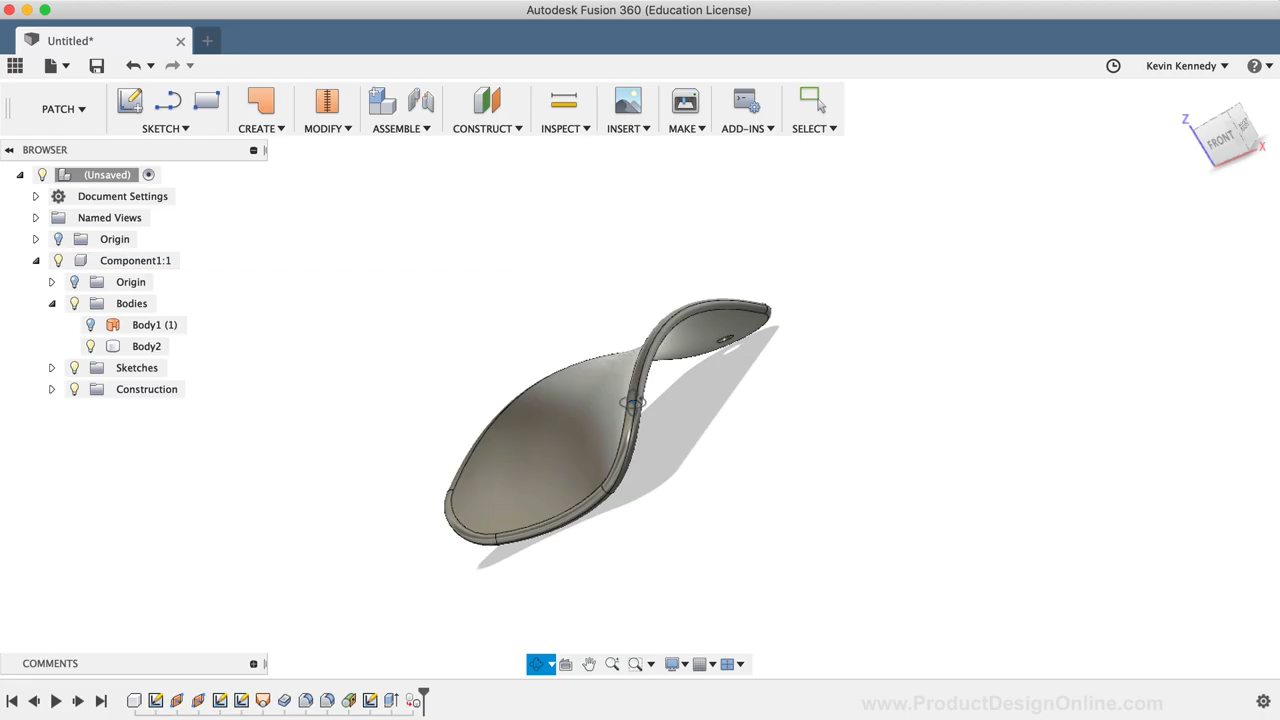 Autodesk Fusion 360 (Education License)
Untitled*
Kevin Kennedy
PATCH
SKETCH
CREATE
MODIFY
ASSEMBLE
CONSTRUCT
INSPECT
INSERT
MAKE
ADD-INS
SELECT
BROWSER
(Unsaved)
Document Settings
Named Views
Origin
Component1:1
Origin
Bodies
Body1 (1)
Body2
Sketches
Construction
Z
FRONT
RIGHT
X
COMMENTS
www.ProductDesignOnline.com